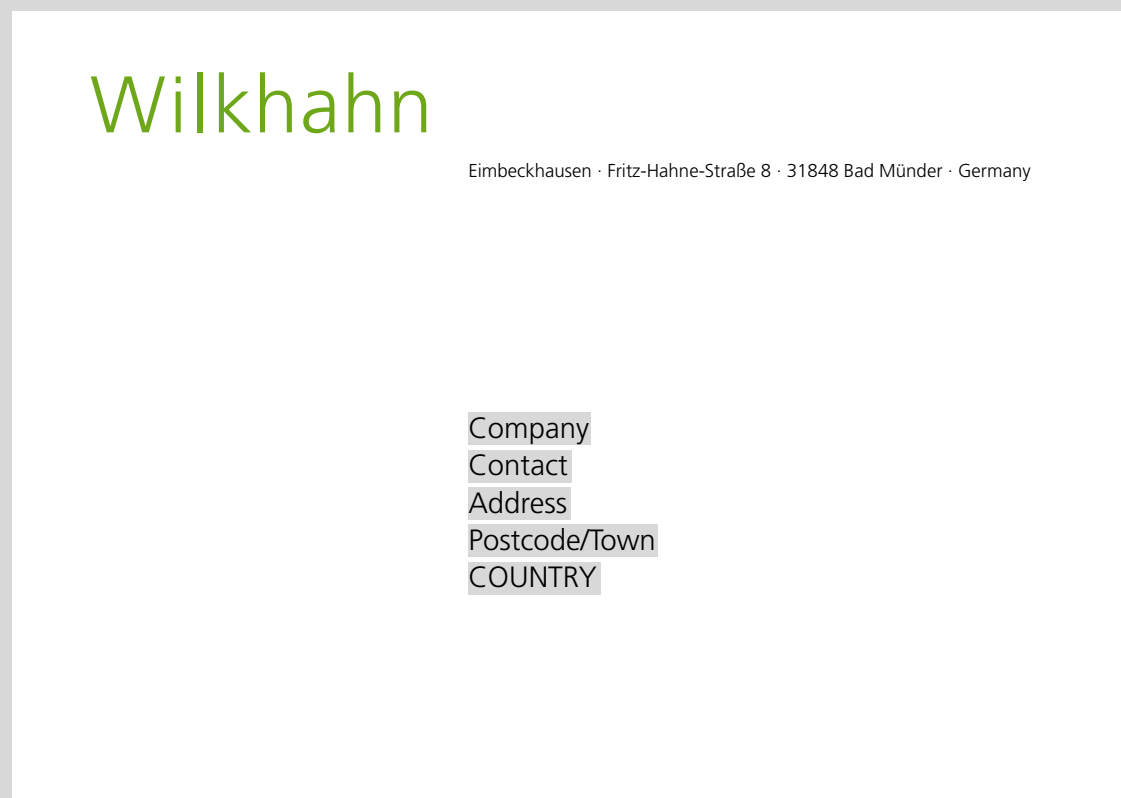 Wilkhahn
Eimbeckhausen · Fritz-Hahne-Straße 8 · 31848 Bad Münder · Germany
Company
Contact
Address
Postcode/Town
COUNTRY